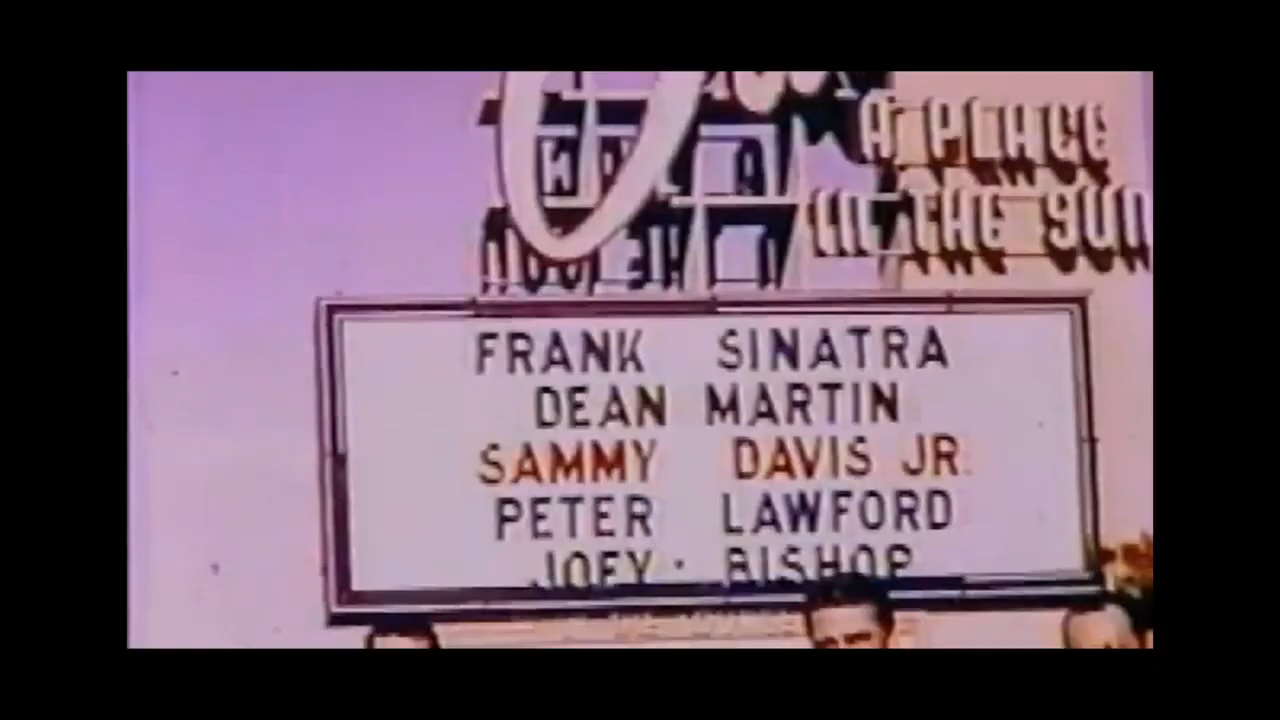 A PLACE
IN THE SUN
FRANK SINATRA
DEAN MARTIN
SAMMY DAVIS JR.
PETER LAWFORD
JOEY BISHOP